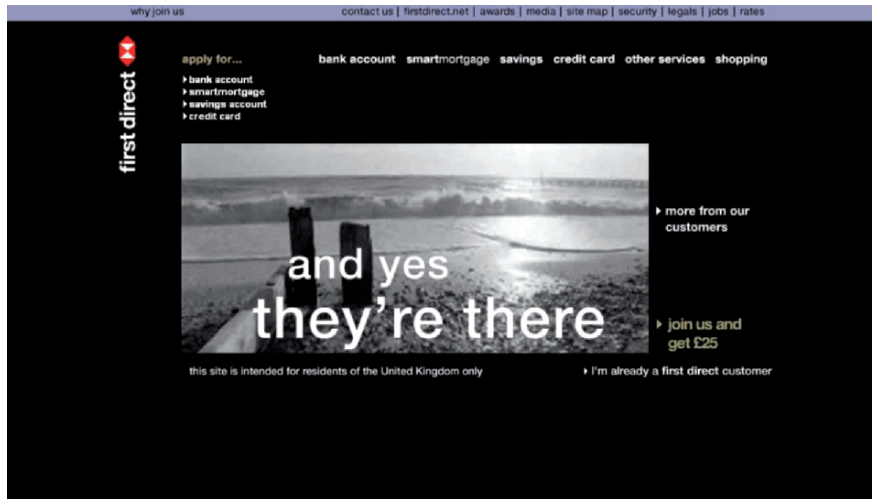 why join us
contact us | firstdirect.net | awards | media | site map | security | legals | jobs | rates
first direct
apply for...
bank account smartmortgage savings credit card other services shopping
bank account
smartmortgage
savings account
credit card
more from our
customers
and yes
they're there
join us and
get £25
this site is intended for residents of the United Kingdom only
I'm already a first direct customer